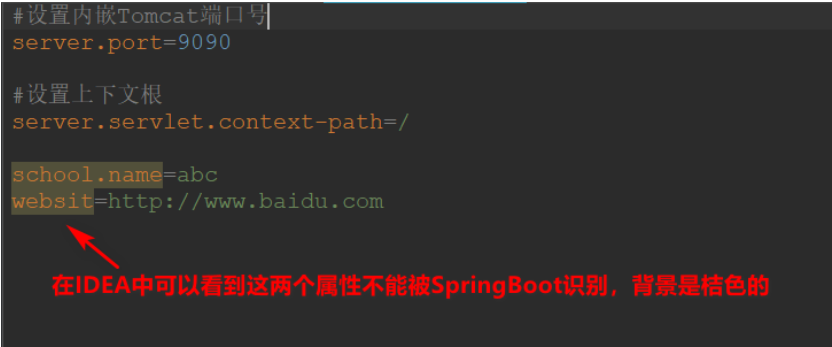 #设置内嵌Tomcat端口号
server.port=9090
#设置上下文根
server.servlet.context-path=/
school.name=abc
websit=http://www.baidu.com
在IDEA中可以看到这两个属性不能被SpringBoot识别，背景是桔色的